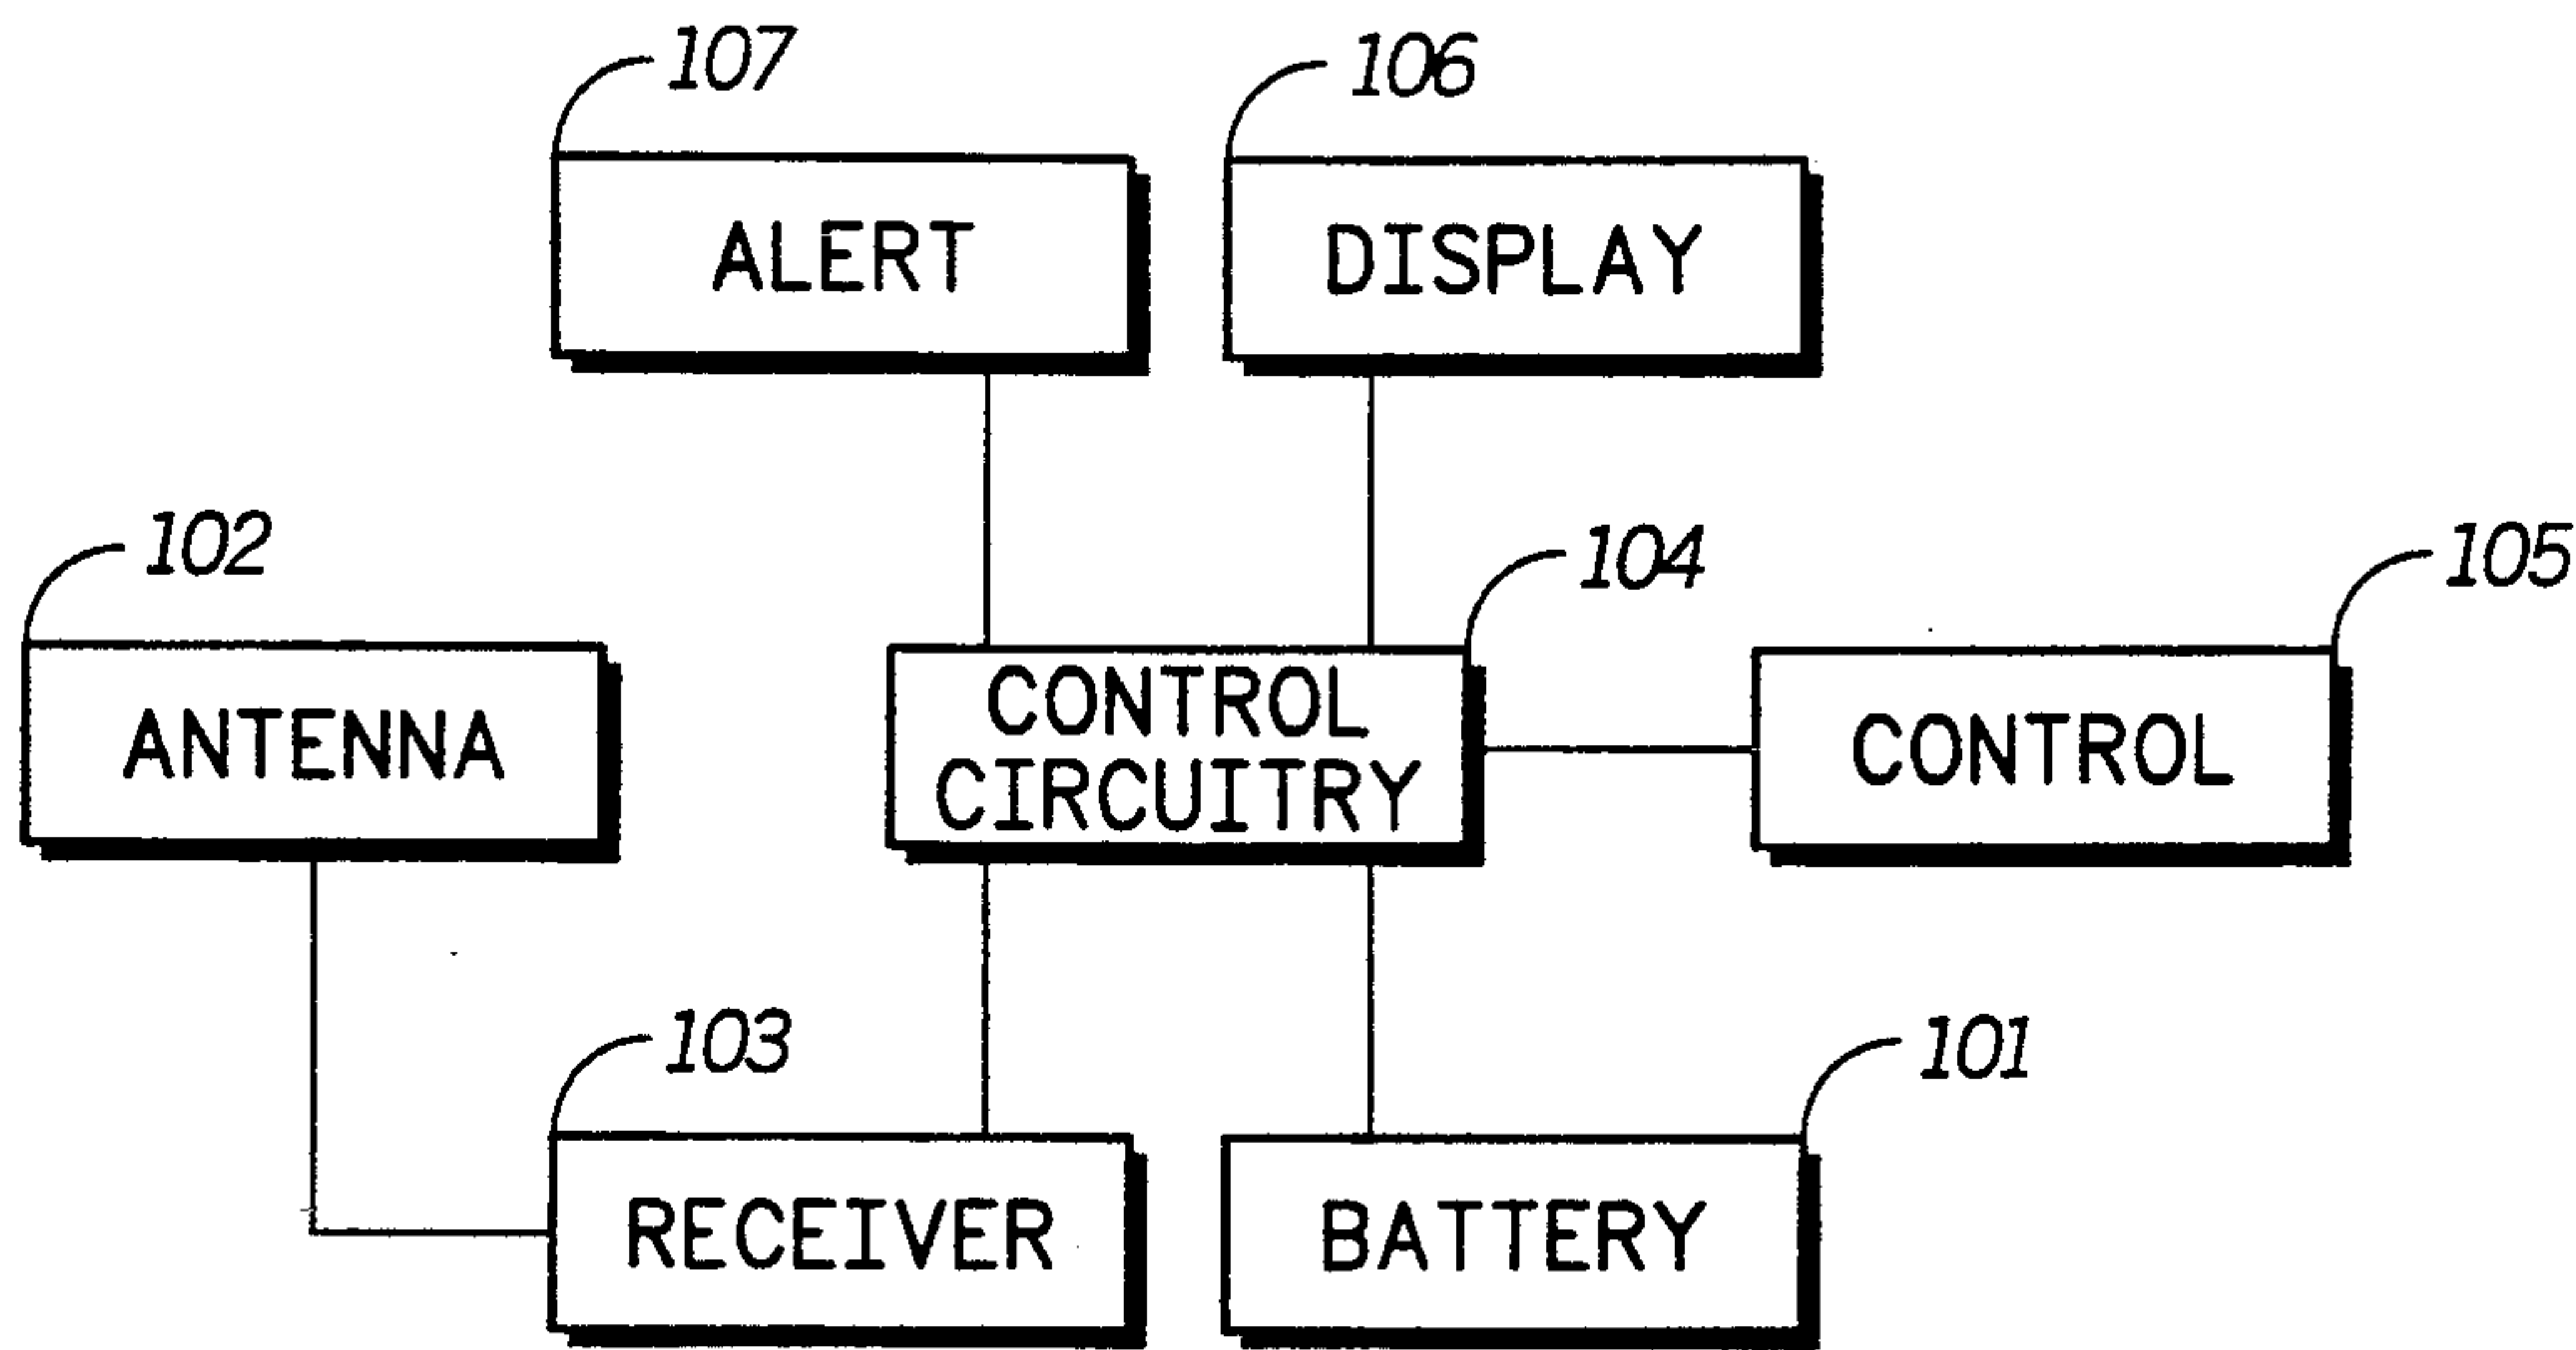 107
106
ALERT
DISPLAY
102
104
105
ANTENNA
CONTROL
CIRCUITRY
CONTROL
103
101
RECEIVER
BATTERY